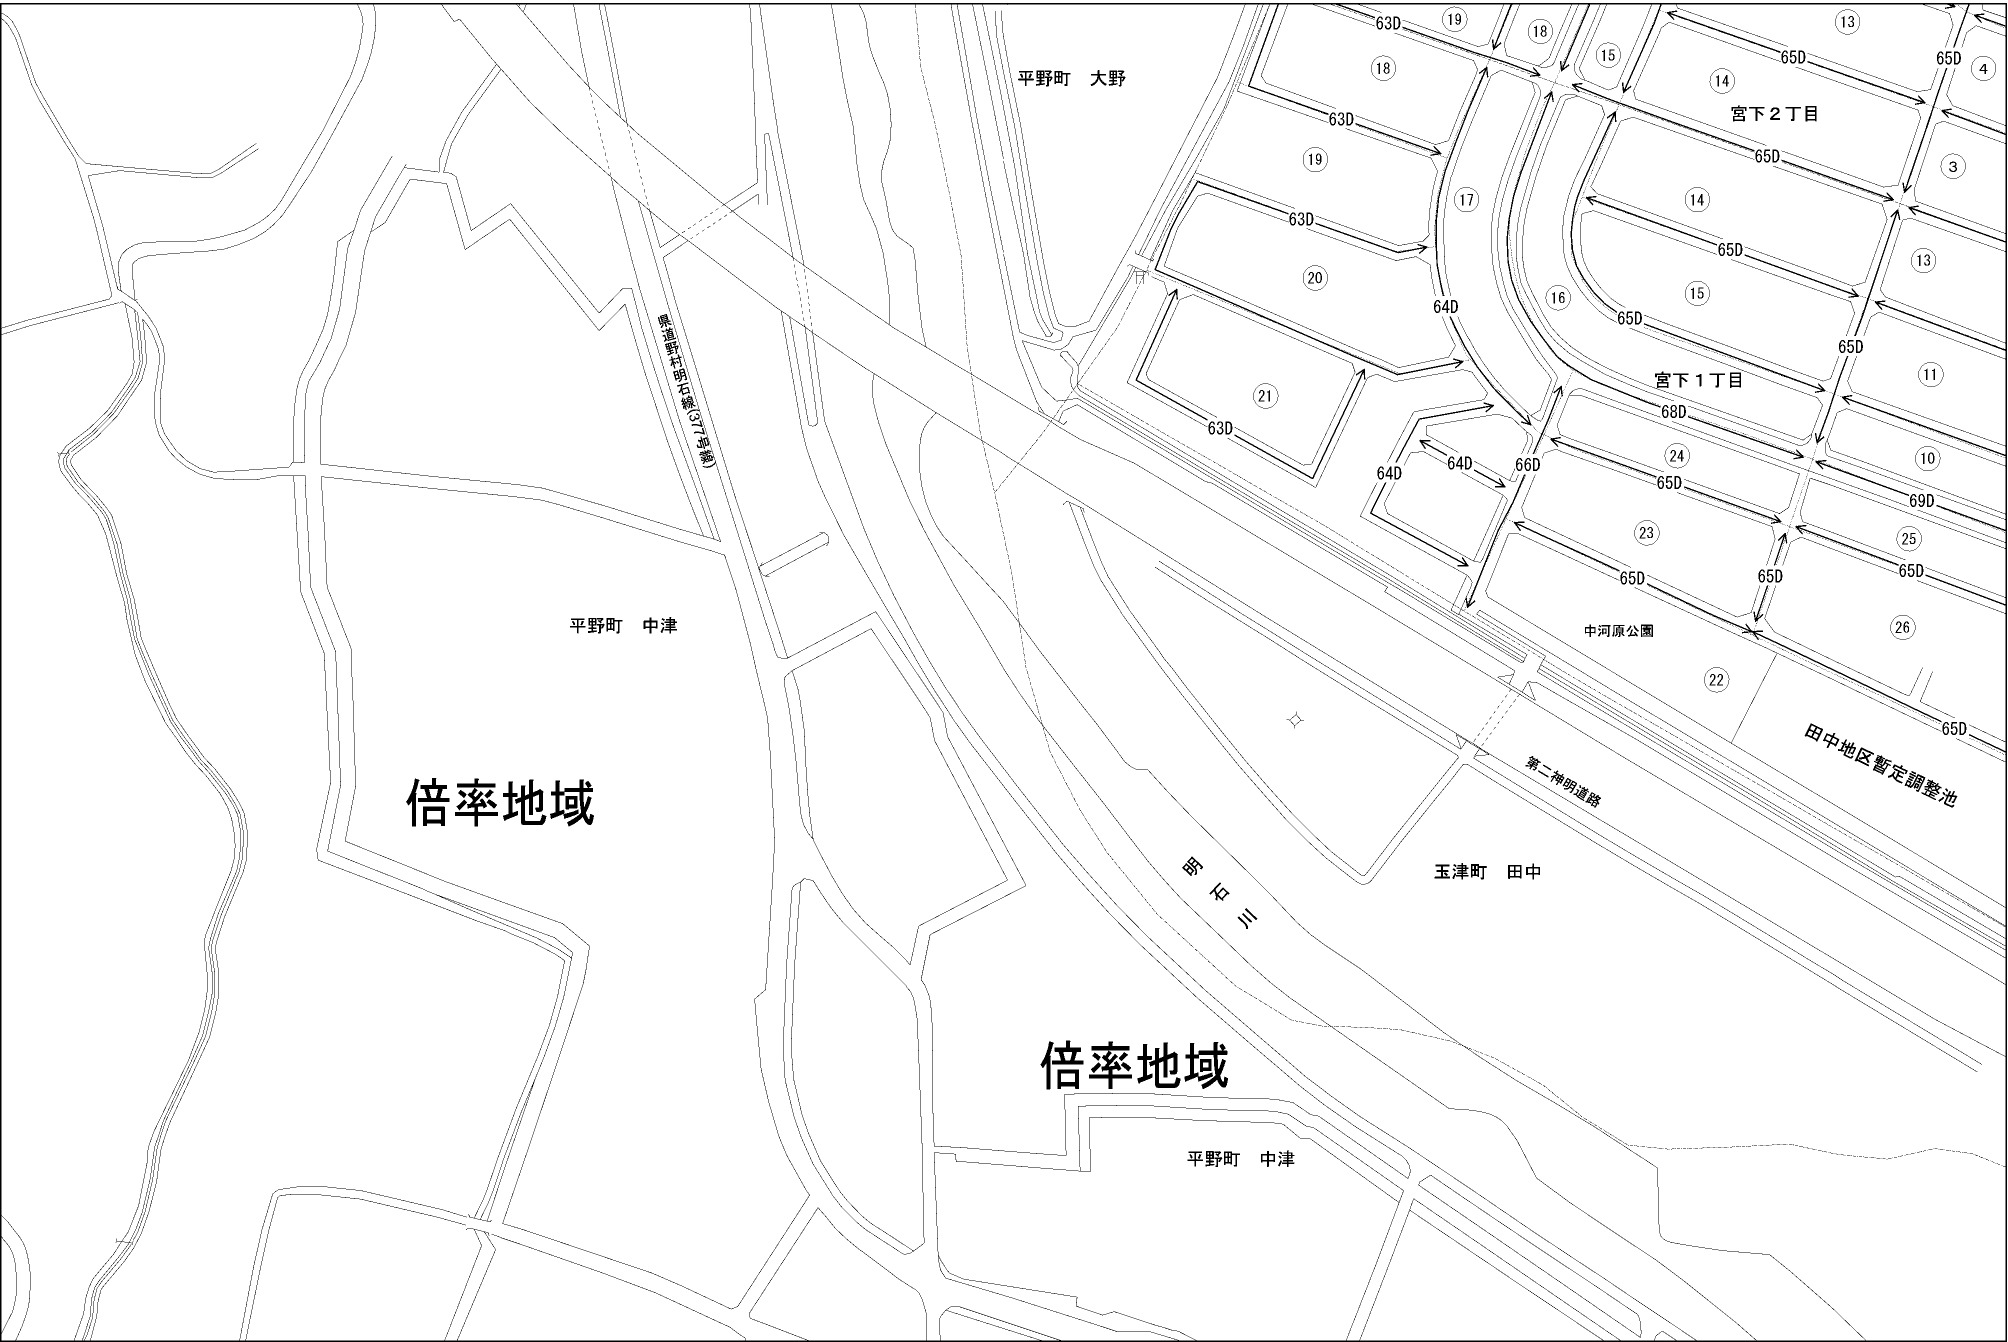 63D
⑲
⑱
⑬
平野町　大野
⑱
⑮
65D
65D
④
⑭
宮下２丁目
63D
⑲
65D
③
⑰
⑭
63D
65D
⑬
⑳
⑯
⑮
64D
65D
65D
県道野村明石線(377号線)
宮下１丁目
⑪
㉑
68D
63D
㉔
⑩
64D
64D
66D
65D
69D
㉓
㉕
65D
65D
65D
平野町　中津
中河原公園
㉖
㉒
65D
田中地区暫定調整池
第二神明道路
倍率地域
明石川
玉津町　田中
倍率地域
平野町　中津